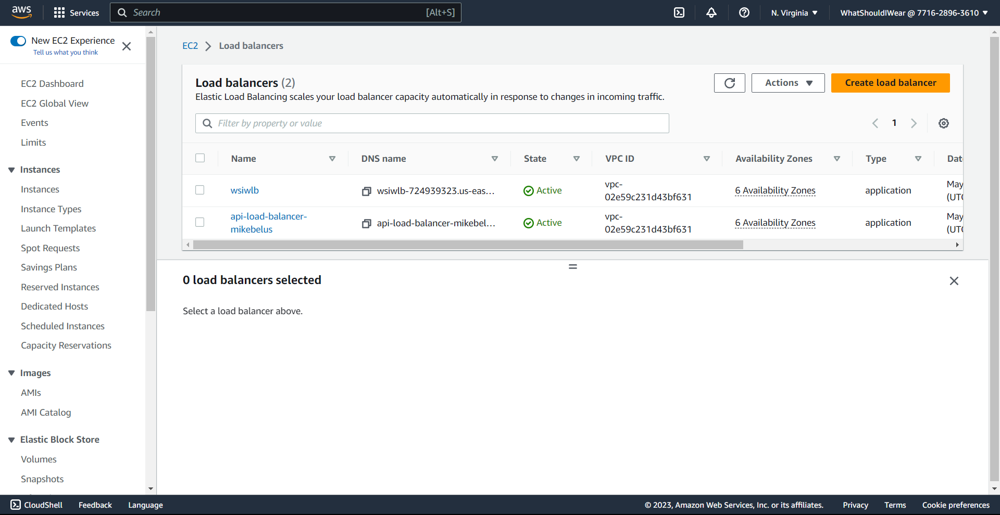 aws
Services
Search
[Alt+S]
N. Virginia
WhatShouldIWear @ 7716-2896-3610
New EC2 Experience
Tell us what you think
EC2 Dashboard
EC2 Global View
Events
Limits
Instances
Instances
Instance Types
Launch Templates
Spot Requests
Savings Plans
Reserved Instances
Dedicated Hosts
Scheduled Instances
Capacity Reservations
Images
AMIs
AMI Catalog
Elastic Block Store
Volumes
Snapshots
EC2
Load balancers
Load balancers (2)
Elastic Load Balancing scales your load balancer capacity automatically in response to changes in incoming traffic.
Actions
Create load balancer
Filter by property or value
1
Name
DNS name
State
VPC ID
Availability Zones
Type
Dat
wsiwlb
wsiwlb-724939323.us-eas...
Active
vpc-
02e59c231d43bf631
6 Availability Zones
application
May
(UTC
api-load-balancer-
mikebelus
api-load-balancer-mikebel...
Active
vpc-
02e59c231d43bf631
6 Availability Zones
application
May
(UTC
0 load balancers selected
Select a load balancer above.
CloudShell
Feedback
Language
© 2023, Amazon Web Services, Inc. or its affiliates.
Privacy
Terms
Cookie preferences